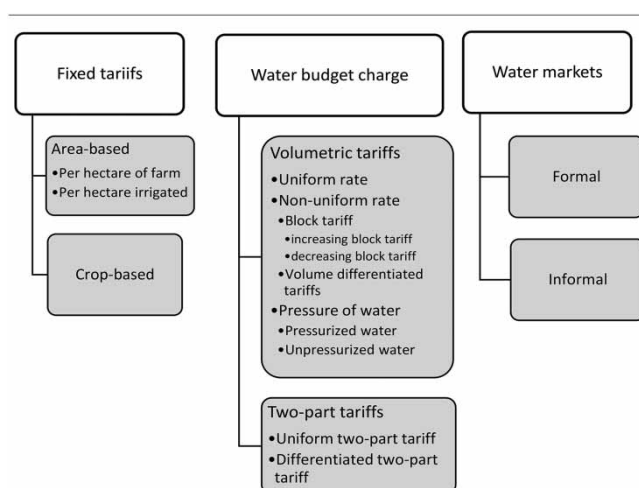 Fixed tariifs
Area-based
•Per hectare of farm
•Per hectare irrigated
Crop-based
Water budget charge
Volumetric tariffs
•Uniform rate
•Non-uniform rate
•Block tariff
•increasing block tariff
•decreasing block tariff
•Volume differentiated
tariffs
•Pressure of water
•Pressurized water
•Unpressurized water
Two-part tariffs
•Uniform two-part tariff
•Differentiated two-part
tariff
Water markets
Formal
Informal